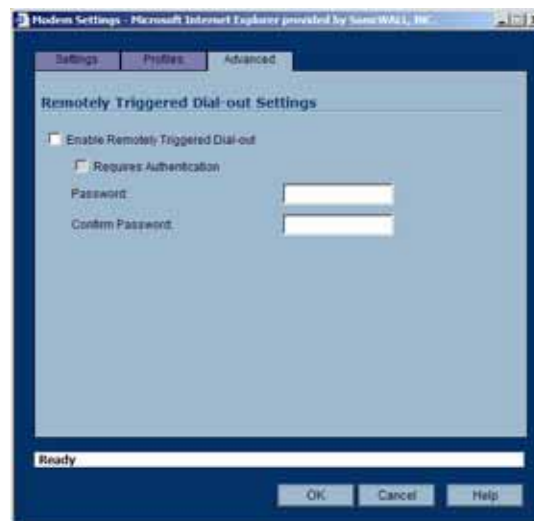 Modem Settings - Microsoft Internet Explorer provided by SonicWALL, INC.
Settings Profiles Advanced
Remotely Triggered Dial-out Settings
Enable Remotely Triggered Dial-out
Requires Authentication
Password:
Confirm Password:
Ready
OK Cancel Help